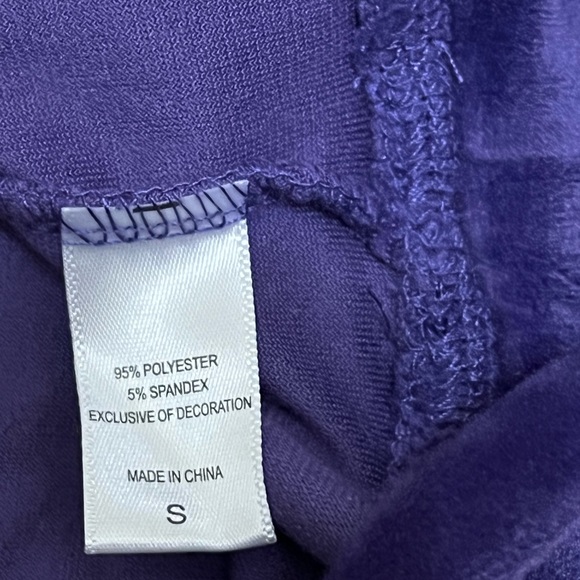 95% POLYESTER
5% SPANDEX
EXCLUSIVE OF DECORATION
MADE IN CHINA
S